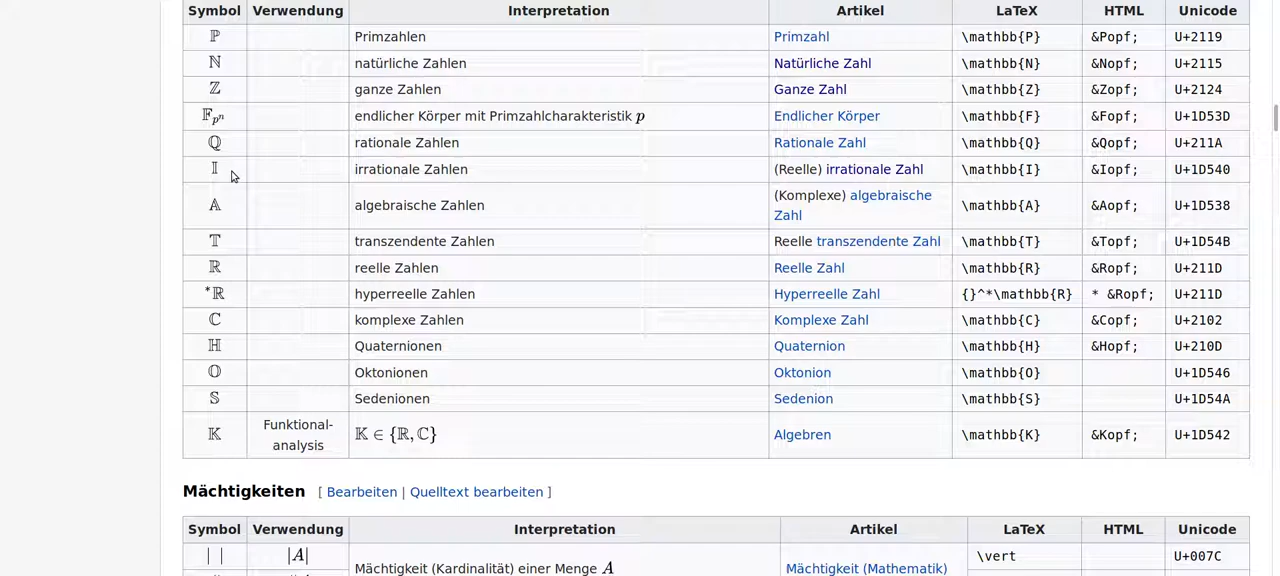 Symbol Verwendung Interpretation Artikel LaTeX HTML Unicode
ℙ Primzahlen Primzahl \mathbb{P} &Popf; U+2119
ℕ natürliche Zahlen Natürliche Zahl \mathbb{N} &Nopf; U+2115
ℤ ganze Zahlen Ganze Zahl \mathbb{Z} &Zopf; U+2124
𝔽_{pⁿ} endlicher Körper mit Primzahlcharakteristik p Endlicher Körper \mathbb{F} &Fopf; U+1D53D
ℚ rationale Zahlen Rationale Zahl \mathbb{Q} &Qopf; U+211A
𝕀 irrationale Zahlen (Reelle) irrationale Zahl \mathbb{I} &Iopf; U+1D540
𝔸 algebraische Zahlen (Komplexe) algebraische
Zahl \mathbb{A} &Aopf; U+1D538
𝕋 transzendente Zahlen Reelle transzendente Zahl \mathbb{T} &Topf; U+1D54B
ℝ reelle Zahlen Reelle Zahl \mathbb{R} &Ropf; U+211D
*ℝ hyperreelle Zahlen Hyperreelle Zahl {}^*\mathbb{R} * &Ropf; U+211D
ℂ komplexe Zahlen Komplexe Zahl \mathbb{C} &Copf; U+2102
ℍ Quaternionen Quaternion \mathbb{H} &Hopf; U+210D
𝕆 Oktonionen Oktonion \mathbb{O} U+1D546
𝕊 Sedenionen Sedenion \mathbb{S} U+1D54A
𝕂 Funktional-
analysis 𝕂 ∈ {ℝ, ℂ} Algebren \mathbb{K} &Kopf; U+1D542
Mächtigkeiten [ Bearbeiten | Quelltext bearbeiten ]
Symbol Verwendung Interpretation Artikel LaTeX HTML Unicode
| | |A| \vert U+007C
Mächtigkeit (Kardinalität) einer Menge A Mächtigkeit (Mathematik)